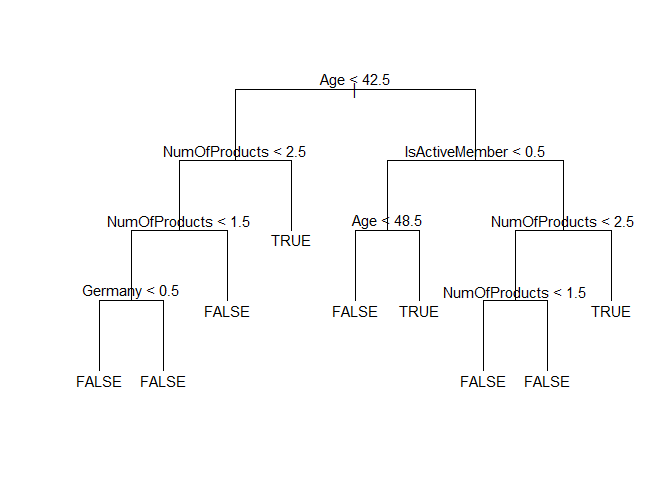 Age < 42.5
NumOfProducts < 2.5
IsActiveMember < 0.5
NumOfProducts < 1.5
TRUE
Age < 48.5
NumOfProducts < 2.5
Germany < 0.5
FALSE
FALSE
TRUE
NumOfProducts < 1.5
TRUE
FALSE
FALSE
FALSE
FALSE